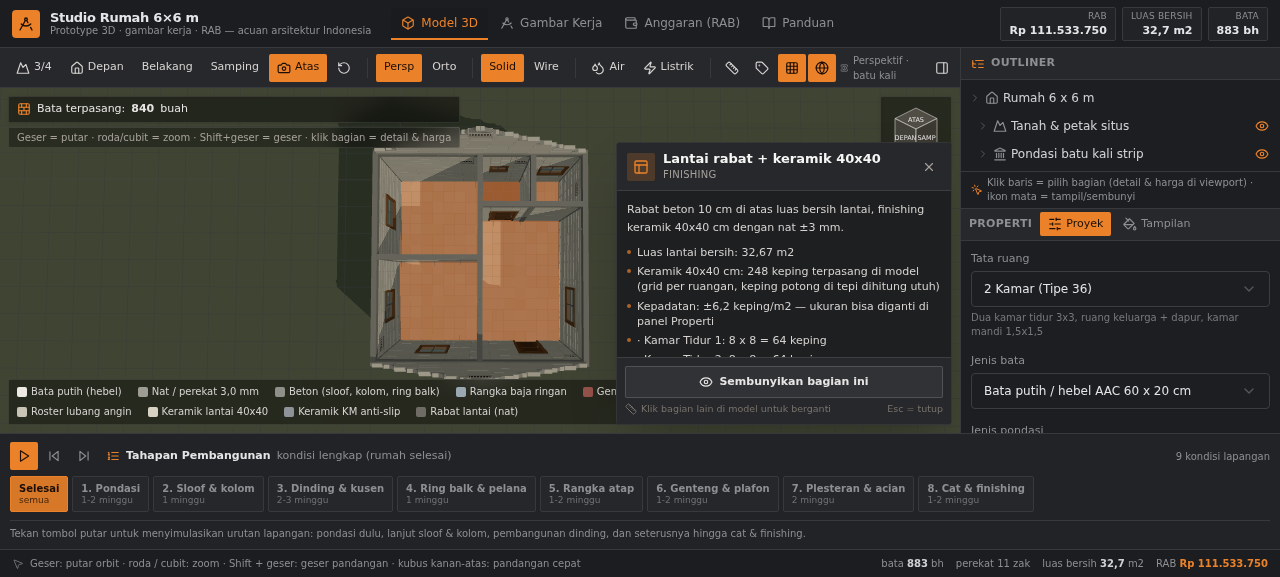 Studio Rumah 6×6 m
Prototype 3D · gambar kerja · RAB — acuan arsitektur Indonesia
Model 3D
Gambar Kerja
Anggaran (RAB)
Panduan
RAB
Rp 111.533.750
LUAS BERSIH
32,7 m2
BATA
883 bh
3/4
Depan
Belakang
Samping
Atas
Persp
Orto
Solid
Wire
Air
Listrik
Perspektif ·
batu kali
Bata terpasang: 840 buah
Geser = putar · roda/cubit = zoom · Shift+geser = geser · klik bagian = detail & harga
ATAS
DEPAN
SAMP
Lantai rabat + keramik 40x40
FINISHING
Rabat beton 10 cm di atas luas bersih lantai, finishing
keramik 40x40 cm dengan nat ±3 mm.
Luas lantai bersih: 32,67 m2
Keramik 40x40 cm: 248 keping terpasang di model
(grid per ruangan, keping potong di tepi dihitung utuh)
Kepadatan: ±6,2 keping/m2 — ukuran bisa diganti di
panel Properti
· Kamar Tidur 1: 8 x 8 = 64 keping
Sembunyikan bagian ini
Klik bagian lain di model untuk berganti
Esc = tutup
Bata putih (hebel)
Nat / perekat 3,0 mm
Beton (sloof, kolom, ring balk)
Rangka baja ringan
Gen
Roster lubang angin
Keramik lantai 40x40
Keramik KM anti-slip
Rabat lantai (nat)
OUTLINER
Rumah 6 x 6 m
Tanah & petak situs
Pondasi batu kali strip
Klik baris = pilih bagian (detail & harga di viewport) ·
ikon mata = tampil/sembunyi
PROPERTI
Proyek
Tampilan
Tata ruang
2 Kamar (Tipe 36)
Dua kamar tidur 3x3, ruang keluarga + dapur, kamar
mandi 1,5x1,5
Jenis bata
Bata putih / hebel AAC 60 x 20 cm
Jenis pondasi
Tahapan Pembangunan
kondisi lengkap (rumah selesai)
9 kondisi lapangan
Selesai
semua
1. Pondasi
1-2 minggu
2. Sloof & kolom
1 minggu
3. Dinding & kusen
2-3 minggu
4. Ring balk & pelana
1 minggu
5. Rangka atap
1-2 minggu
6. Genteng & plafon
1-2 minggu
7. Plesteran & acian
2 minggu
8. Cat & finishing
1-2 minggu
Tekan tombol putar untuk menyimulasikan urutan lapangan: pondasi dulu, lanjut sloof & kolom, pembangunan dinding, dan seterusnya hingga cat & finishing.
Geser: putar orbit · roda / cubit: zoom · Shift + geser: geser pandangan · kubus kanan-atas: pandangan cepat
bata 883 bh
perekat 11 zak
luas bersih 32,7 m2
RAB Rp 111.533.750